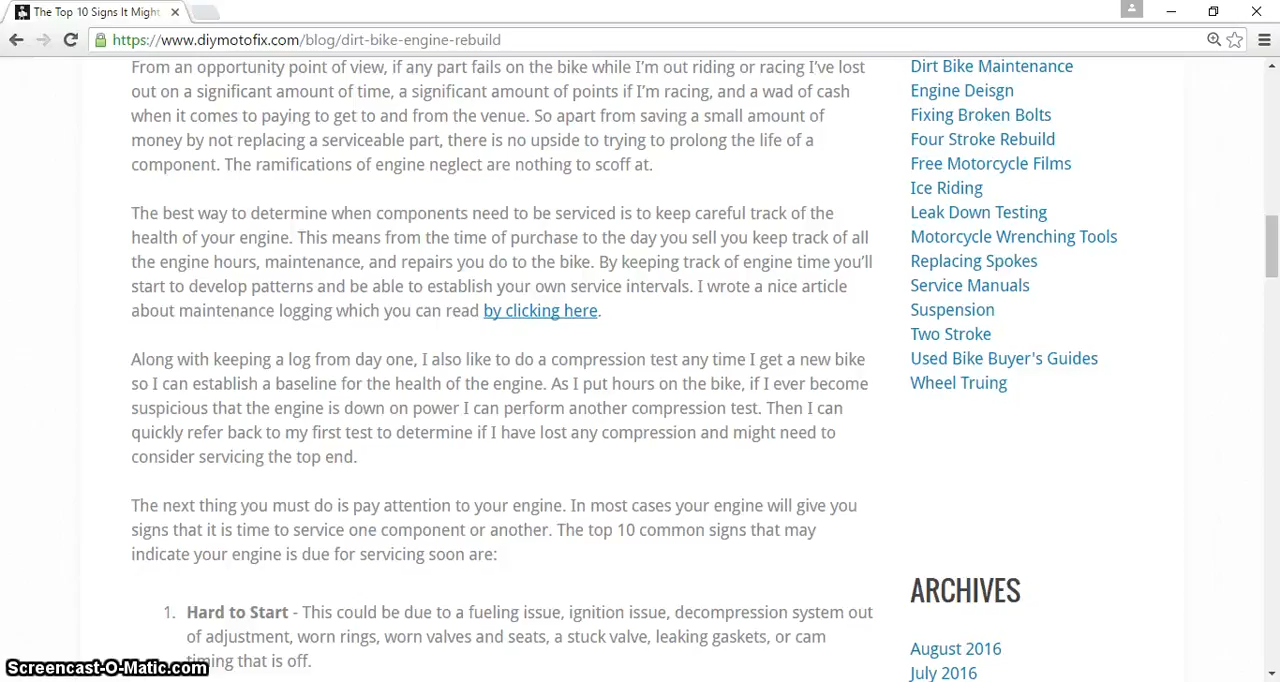 The Top 10 Signs It Might
https://www.diymotofix.com/blog/dirt-bike-engine-rebuild
From an opportunity point of view, if any part fails on the bike while I'm out riding or racing I've lost
out on a significant amount of time, a significant amount of points if I'm racing, and a wad of cash
when it comes to paying to get to and from the venue. So apart from saving a small amount of
money by not replacing a serviceable part, there is no upside to trying to prolong the life of a
component. The ramifications of engine neglect are nothing to scoff at.
The best way to determine when components need to be serviced is to keep careful track of the
health of your engine. This means from the time of purchase to the day you sell you keep track of all
the engine hours, maintenance, and repairs you do to the bike. By keeping track of engine time you'll
start to develop patterns and be able to establish your own service intervals. I wrote a nice article
about maintenance logging which you can read by clicking here.
Along with keeping a log from day one, I also like to do a compression test any time I get a new bike
so I can establish a baseline for the health of the engine. As I put hours on the bike, if I ever become
suspicious that the engine is down on power I can perform another compression test. Then I can
quickly refer back to my first test to determine if I have lost any compression and might need to
consider servicing the top end.
The next thing you must do is pay attention to your engine. In most cases your engine will give you
signs that it is time to service one component or another. The top 10 common signs that may
indicate your engine is due for servicing soon are:
1. Hard to Start - This could be due to a fueling issue, ignition issue, decompression system out
of adjustment, worn rings, worn valves and seats, a stuck valve, leaking gaskets, or cam
timing that is off.
Dirt Bike Maintenance
Engine Deisgn
Fixing Broken Bolts
Four Stroke Rebuild
Free Motorcycle Films
Ice Riding
Leak Down Testing
Motorcycle Wrenching Tools
Replacing Spokes
Service Manuals
Suspension
Two Stroke
Used Bike Buyer's Guides
Wheel Truing
ARCHIVES
August 2016
July 2016
Screencast-O-Matic.com